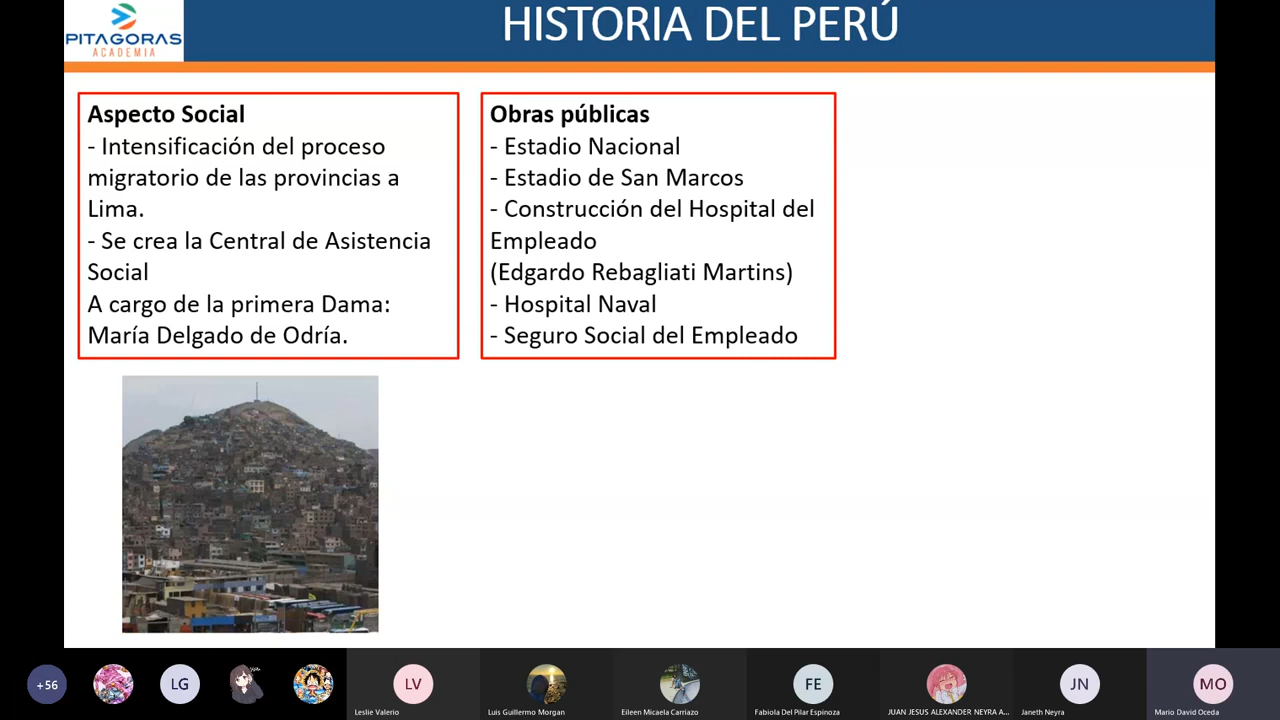 PITAGORAS
ACADEMIA
HISTORIA DEL PERÚ
Aspecto Social
- Intensificación del proceso
migratorio de las provincias a
Lima.
- Se crea la Central de Asistencia
Social
A cargo de la primera Dama:
María Delgado de Odría.
Obras públicas
- Estadio Nacional
- Estadio de San Marcos
- Construcción del Hospital del
Empleado
(Edgardo Rebagliati Martins)
- Hospital Naval
- Seguro Social del Empleado
+56
LG
LV
FE
JN
MO
Leslie Valerio
Luis Guillermo Morgan
Eileen Micaela Carriazo
Fabiola Del Pilar Espinoza
JUAN JESUS ALEXANDER NEYRA A...
Janeth Neyra
Mario David Oceda